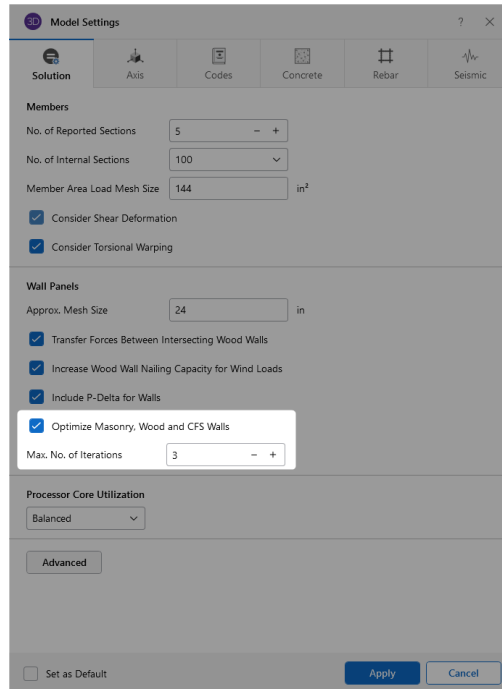 3D Model Settings ? ×
Solution Axis Codes Concrete Rebar Seismic
Members
No. of Reported Sections 5 − +
No. of Internal Sections 100
Member Area Load Mesh Size 144 in²
Consider Shear Deformation
Consider Torsional Warping
Wall Panels
Approx. Mesh Size 24 in
Transfer Forces Between Intersecting Wood Walls
Increase Wood Wall Nailing Capacity for Wind Loads
Include P-Delta for Walls
Optimize Masonry, Wood and CFS Walls
Max. No. of Iterations 3 − +
Processor Core Utilization
Balanced
Advanced
Set as Default Apply Cancel